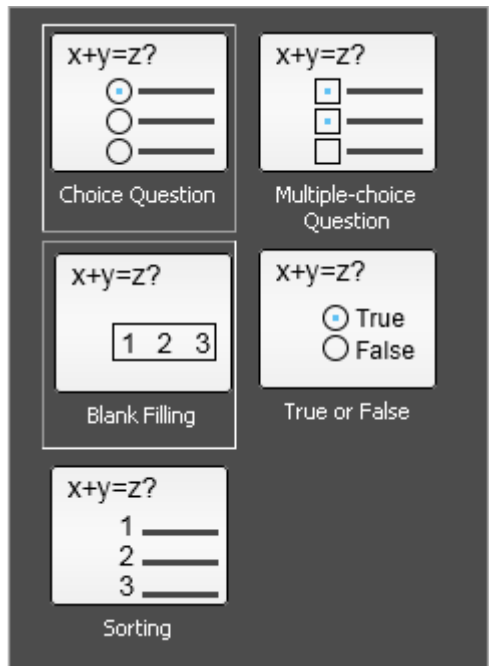 x+y=z?
Choice Question
x+y=z?
Multiple-choice
Question
x+y=z?
1 2 3
Blank Filling
x+y=z?
True
False
True or False
x+y=z?
1
2
3
Sorting